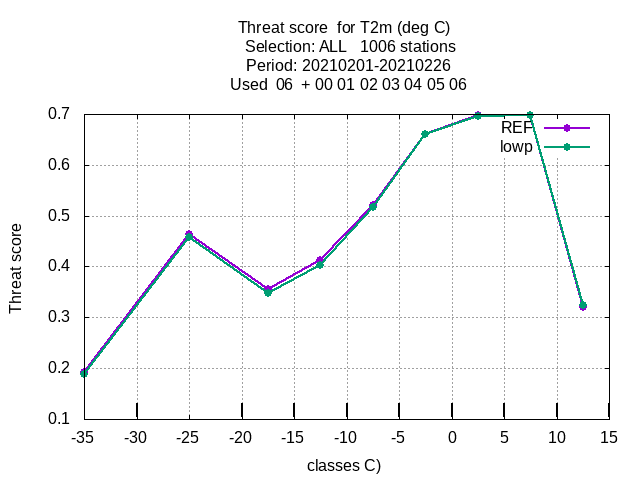 Threat score  for T2m (deg C)
Selection: ALL   1006 stations
Period: 20210201-20210226
Used  06  + 00 01 02 03 04 05 06
REF
lowp
Threat score
0.7
0.6
0.5
0.4
0.3
0.2
0.1
-35 -30 -25 -20 -15 -10 -5 0 5 10 15
classes C)